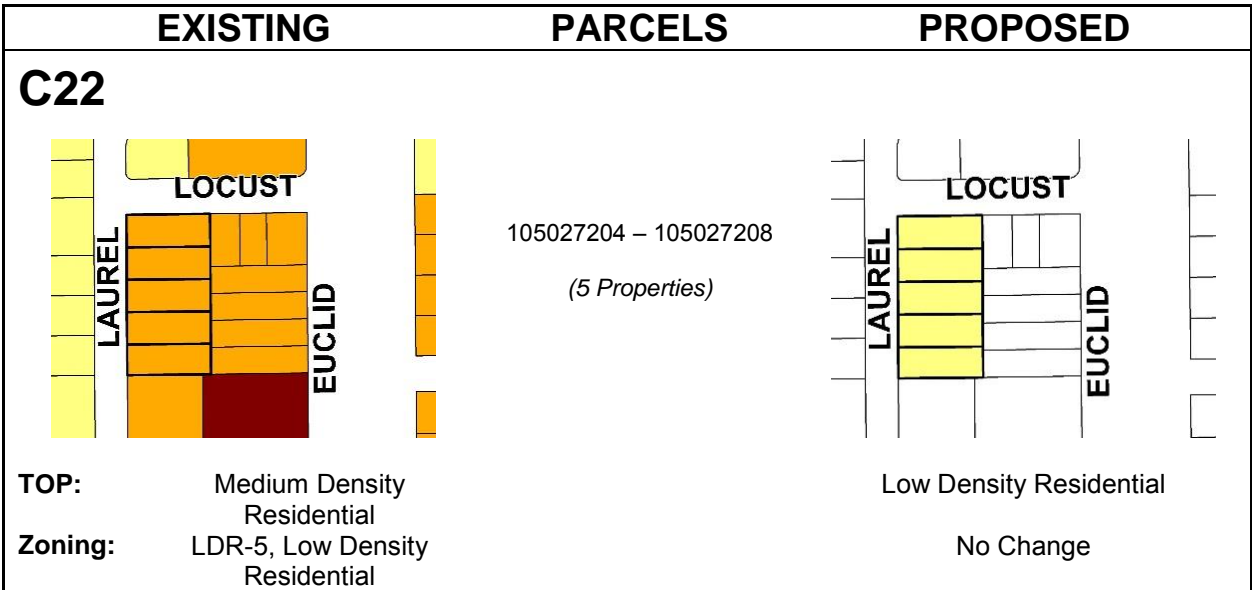 EXISTING PARCELS PROPOSED
C22
LOCUST
LAUREL
EUCLID
105027204 – 105027208
(5 Properties)
LOCUST
LAUREL
EUCLID
TOP: Medium Density Low Density Residential
Residential
Zoning: LDR-5, Low Density No Change
Residential